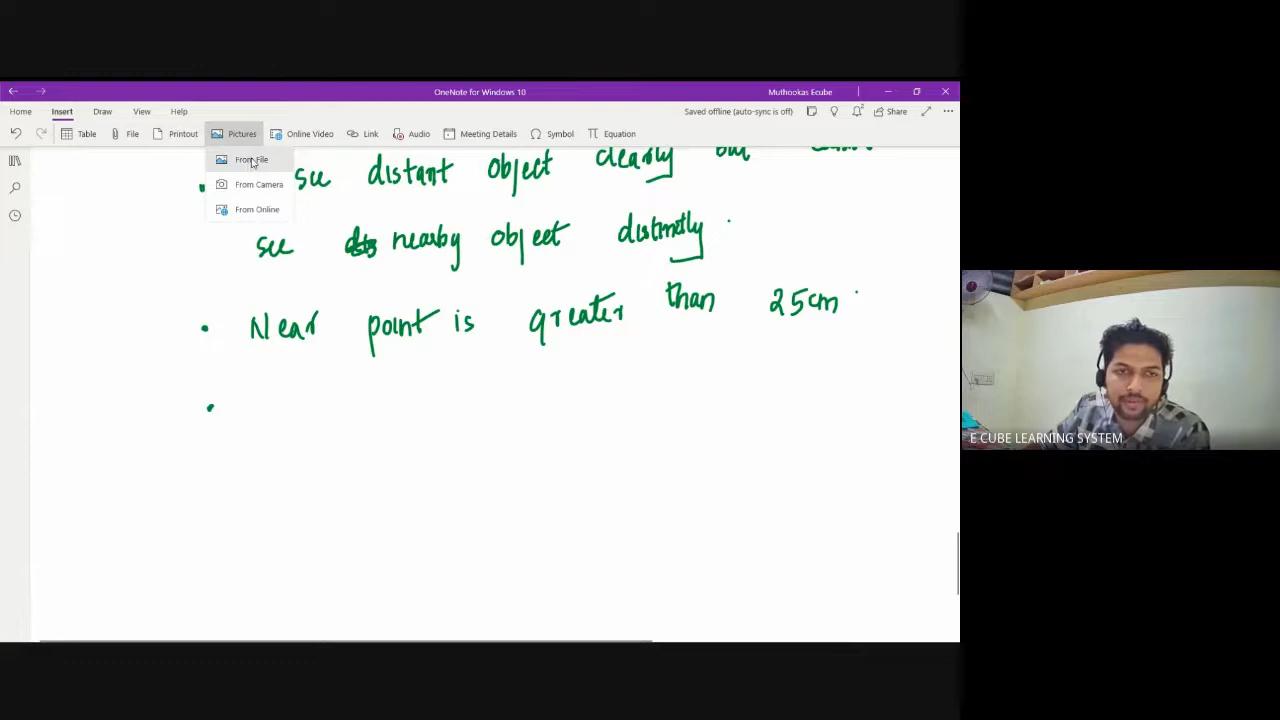 OneNote for Windows 10
Muthookas Ecube
Home Insert Draw View Help
Saved offline (auto-sync is off)
Share
Table File Printout Pictures Online Video Link Audio Meeting Details Symbol Equation
From File
From Camera
From Online
see distant object clearly but
see nearby object distinctly .
. Near point is greater than 25cm .
.
E CUBE LEARNING SYSTEM